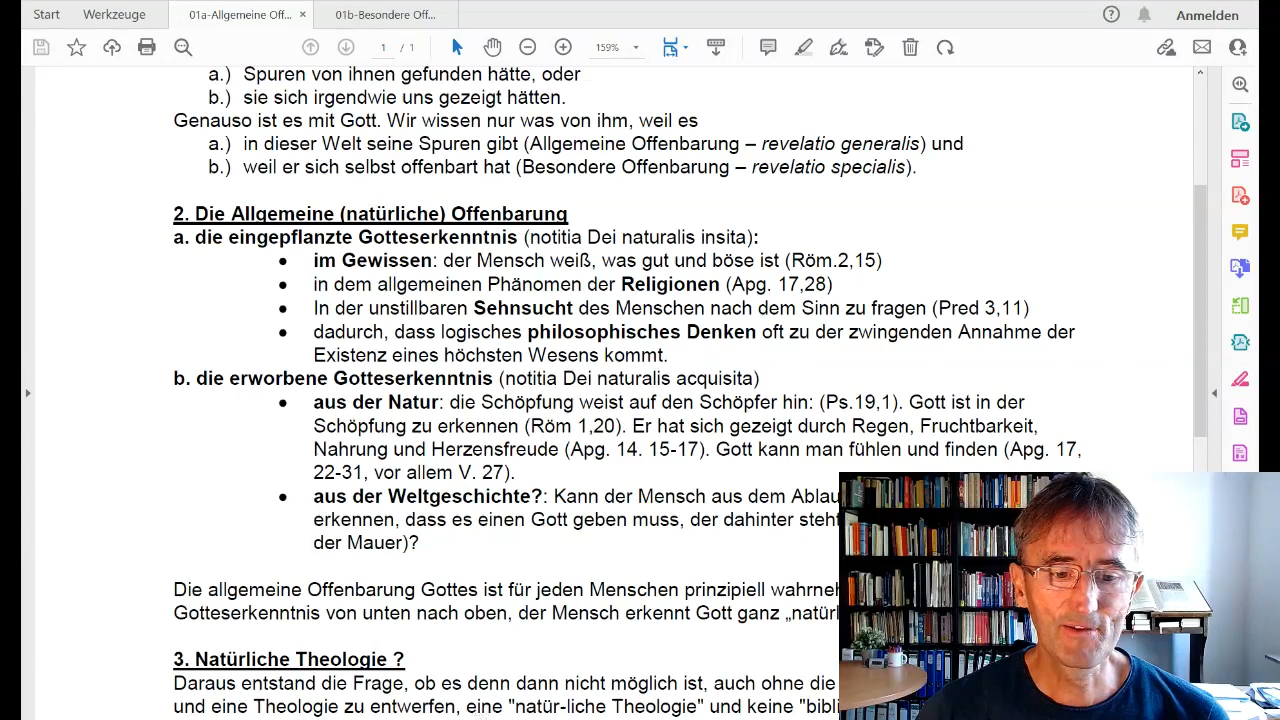 Start Werkzeuge 01a-Allgemeine Off... × 01b-Besondere Off... Anmelden
1 / 1 159%
a.) Spuren von ihnen gefunden hätte, oder
b.) sie sich irgendwie uns gezeigt hätten.
Genauso ist es mit Gott. Wir wissen nur was von ihm, weil es
a.) in dieser Welt seine Spuren gibt (Allgemeine Offenbarung – revelatio generalis) und
b.) weil er sich selbst offenbart hat (Besondere Offenbarung – revelatio specialis).
2. Die Allgemeine (natürliche) Offenbarung
a. die eingepflanzte Gotteserkenntnis (notitia Dei naturalis insita):
• im Gewissen: der Mensch weiß, was gut und böse ist (Röm.2,15)
• in dem allgemeinen Phänomen der Religionen (Apg. 17,28)
• In der unstillbaren Sehnsucht des Menschen nach dem Sinn zu fragen (Pred 3,11)
• dadurch, dass logisches philosophisches Denken oft zu der zwingenden Annahme der
Existenz eines höchsten Wesens kommt.
b. die erworbene Gotteserkenntnis (notitia Dei naturalis acquisita)
• aus der Natur: die Schöpfung weist auf den Schöpfer hin: (Ps.19,1). Gott ist in der
Schöpfung zu erkennen (Röm 1,20). Er hat sich gezeigt durch Regen, Fruchtbarkeit,
Nahrung und Herzensfreude (Apg. 14. 15-17). Gott kann man fühlen und finden (Apg. 17,
22-31, vor allem V. 27).
• aus der Weltgeschichte?: Kann der Mensch aus dem Ablau
erkennen, dass es einen Gott geben muss, der dahinter steht
der Mauer)?
Die allgemeine Offenbarung Gottes ist für jeden Menschen prinzipiell wahrneh
Gotteserkenntnis von unten nach oben, der Mensch erkennt Gott ganz „natürl
3. Natürliche Theologie ?
Daraus entstand die Frage, ob es denn dann nicht möglich ist, auch ohne die
und eine Theologie zu entwerfen, eine "natür-liche Theologie" und keine "bibli